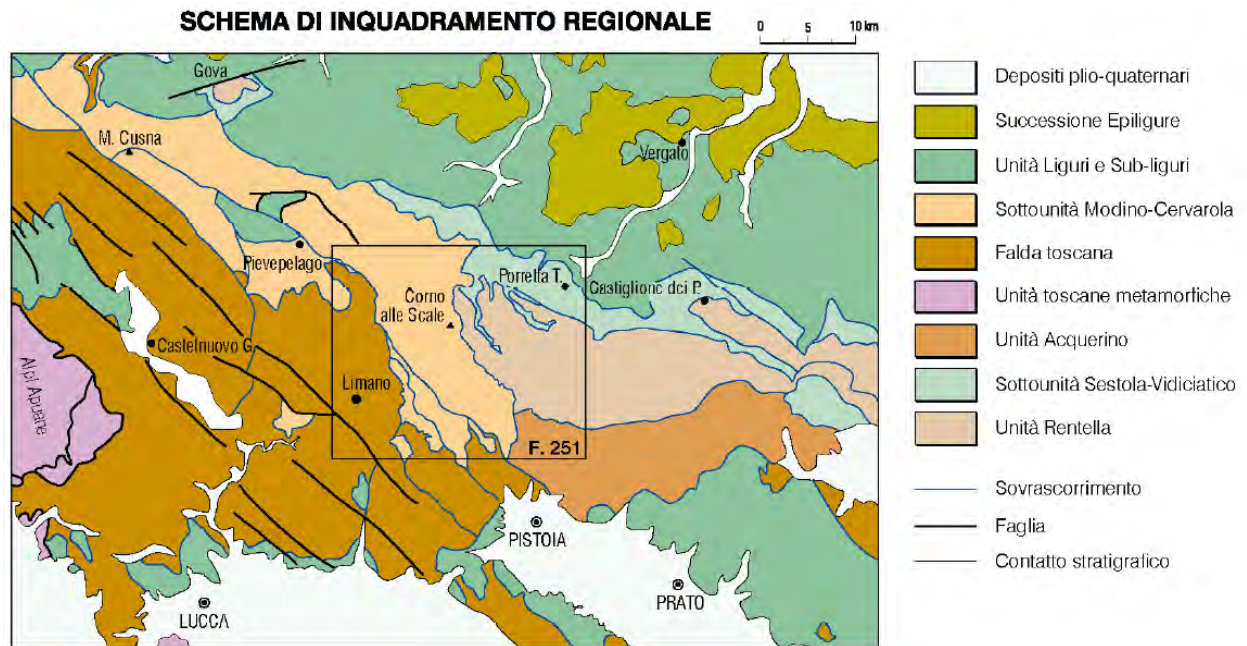 SCHEMA DI INQUADRAMENTO REGIONALE
0 5 10 km
Gova
M. Cusna
Vergato
Pievepelago
Porretta T.
Castiglione dei P.
Corno
alle Scale
Castelnuovo G.
Limano
Alpi Apuane
F. 251
PISTOIA
PRATO
LUCCA
Depositi plio-quaternari
Successione Epiligure
Unità Liguri e Sub-liguri
Sottounità Modino-Cervarola
Falda toscana
Unità toscane metamorfiche
Unità Acquerino
Sottounità Sestola-Vidiciatico
Unità Rentella
Sovrascorrimento
Faglia
Contatto stratigrafico